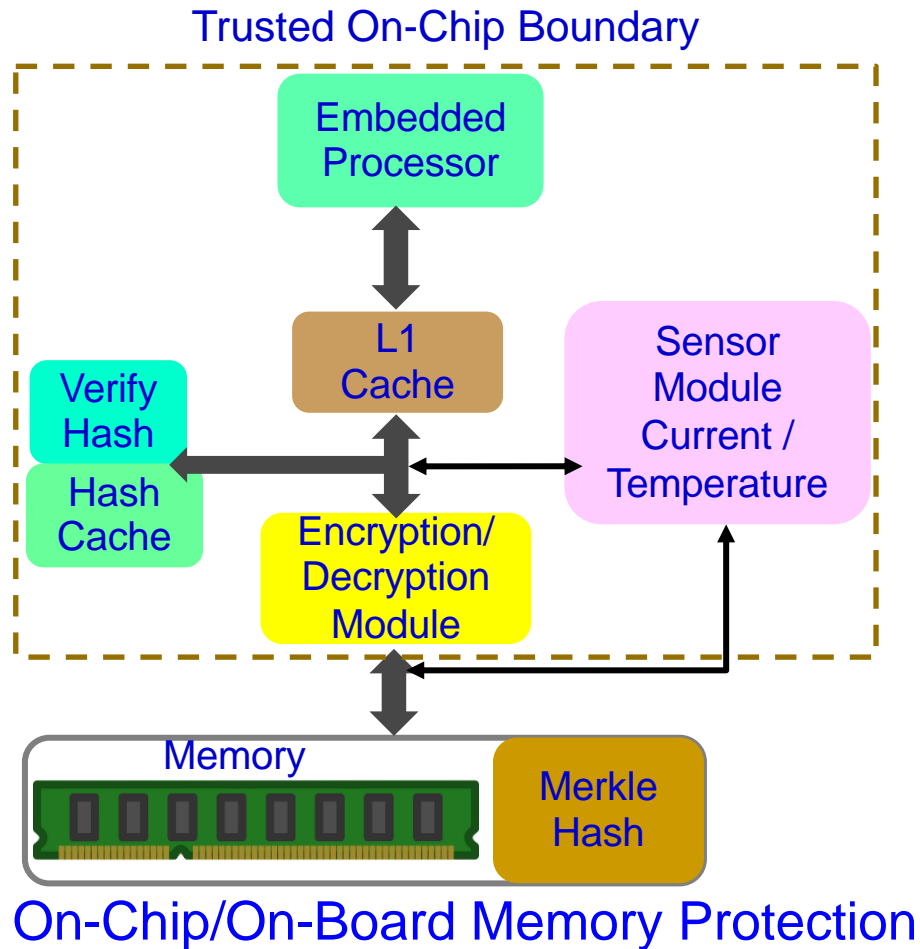 Trusted On-Chip Boundary
Embedded
Processor
L1
Cache
Sensor
Module
Current /
Temperature
Verify
Hash
Hash
Cache
Encryption/
Decryption
Module
Memory
Merkle
Hash
On-Chip/On-Board Memory Protection